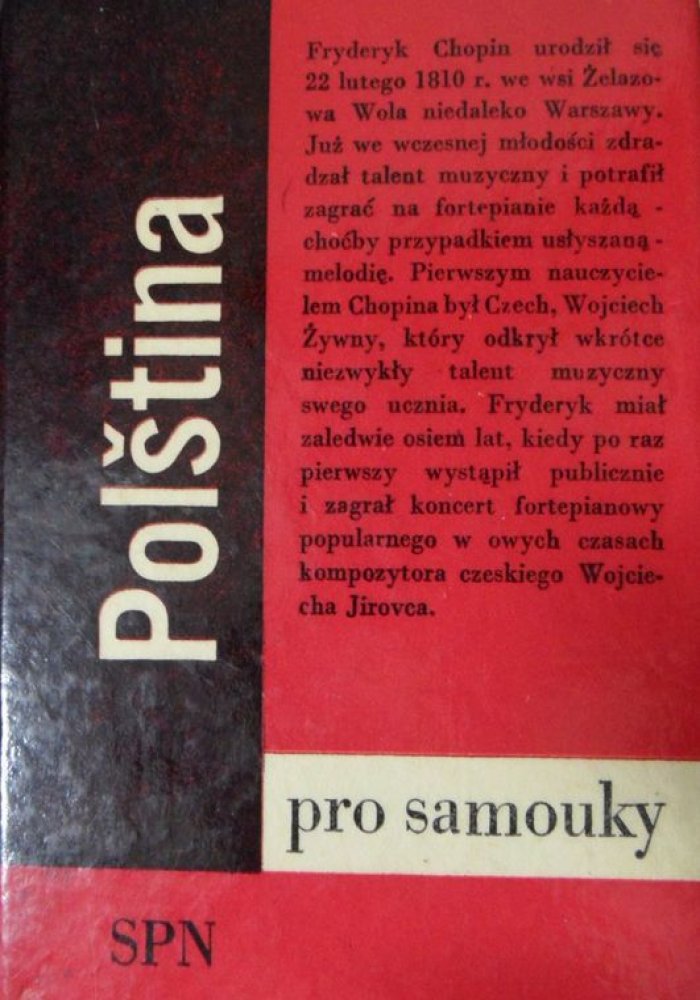 Polština
Fryderyk Chopin urodził się
22 lutego 1810 r. we wsi Żelazo-
wa Wola niedaleko Warszawy.
Już we wczesnej młodości zdra-
dzał talent muzyczny i potrafił
zagrać na fortepianie każdą -
choćby przypadkiem usłyszaną -
melodię. Pierwszym nauczycie-
lem Chopina był Czech, Wojciech
Żywny, który odkrył wkrótce
niezwykły talent muzyczny
swego ucznia. Fryderyk miał
zaledwie osiem lat, kiedy po raz
pierwszy wystąpił publicznie
i zagrał koncert fortepianowy
popularnego w owych czasach
kompozytora czeskiego Wojcie-
cha Jirovca.
pro samouky
SPN